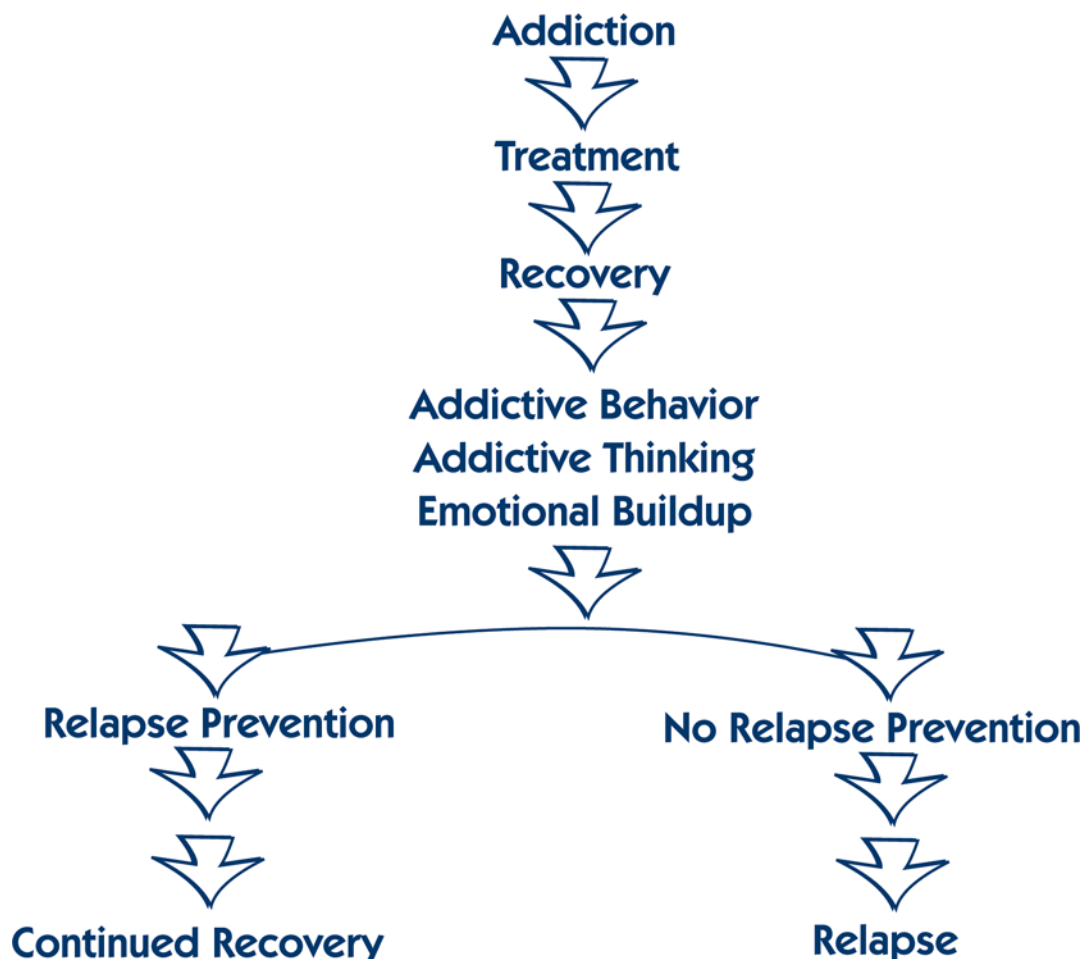 Addiction
Treatment
Recovery
Addictive Behavior
Addictive Thinking
Emotional Buildup
Relapse Prevention
No Relapse Prevention
Continued Recovery
Relapse